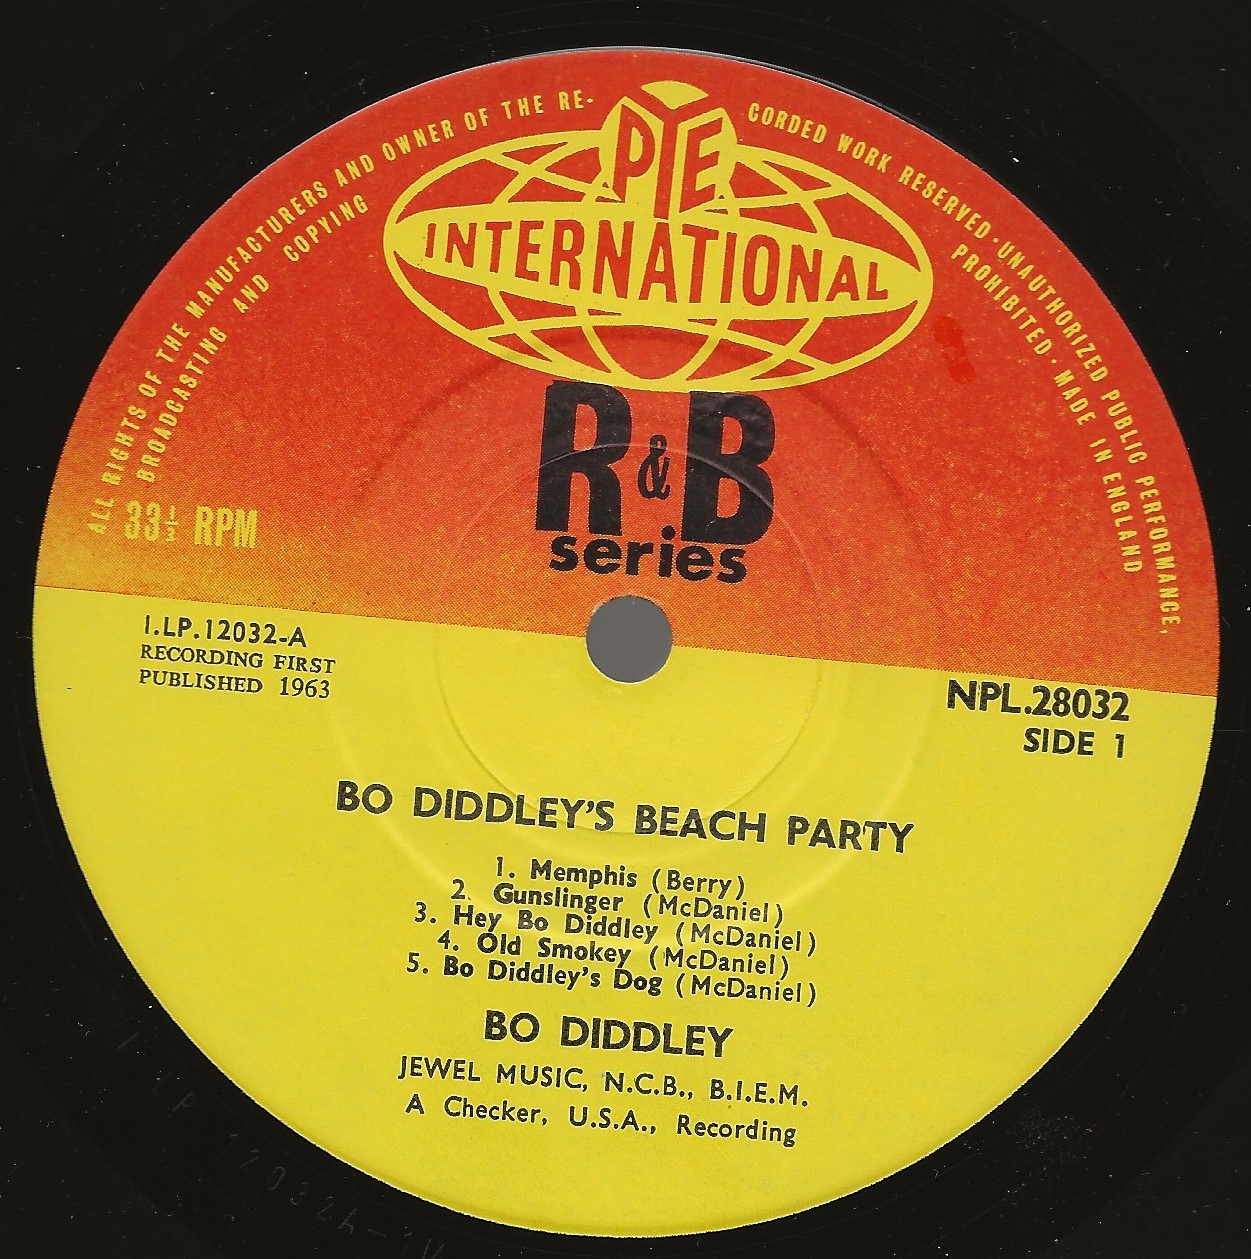 ALL RIGHTS OF THE MANUFACTURERS AND OWNER OF THE RE-CORDED WORK RESERVED · UNAUTHORIZED PUBLIC PERFORMANCE,
BROADCASTING AND COPYING PROHIBITED · MADE IN ENGLAND
PYE
INTERNATIONAL
R&B
series
33⅓ RPM
I.LP.12032-A
RECORDING FIRST
PUBLISHED 1963
NPL.28032
SIDE 1
BO DIDDLEY'S BEACH PARTY
1. Memphis (Berry)
2. Gunslinger (McDaniel)
3. Hey Bo Diddley (McDaniel)
4. Old Smokey (McDaniel)
5. Bo Diddley's Dog (McDaniel)
BO DIDDLEY
JEWEL MUSIC, N.C.B., B.I.E.M.
A Checker, U.S.A., Recording